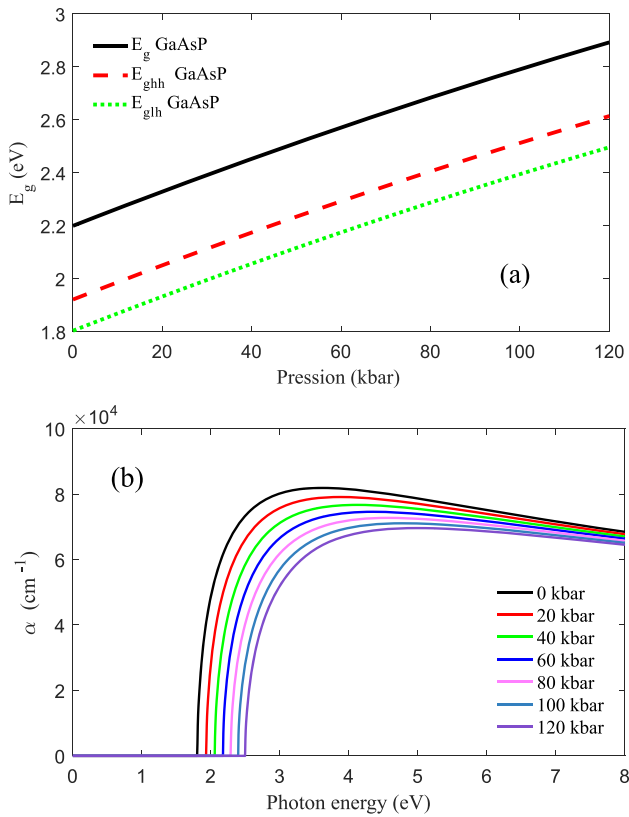 3
2.8
2.6
2.4
2.2
2
1.8
E_g (eV)
E_g GaAsP
E_ghh GaAsP
E_glh GaAsP
(a)
0 20 40 60 80 100 120
Pression (kbar)
×10^4
10
8
6
4
2
0
α (cm^-1)
(b)
0 kbar
20 kbar
40 kbar
60 kbar
80 kbar
100 kbar
120 kbar
0 1 2 3 4 5 6 7 8
Photon energy (eV)